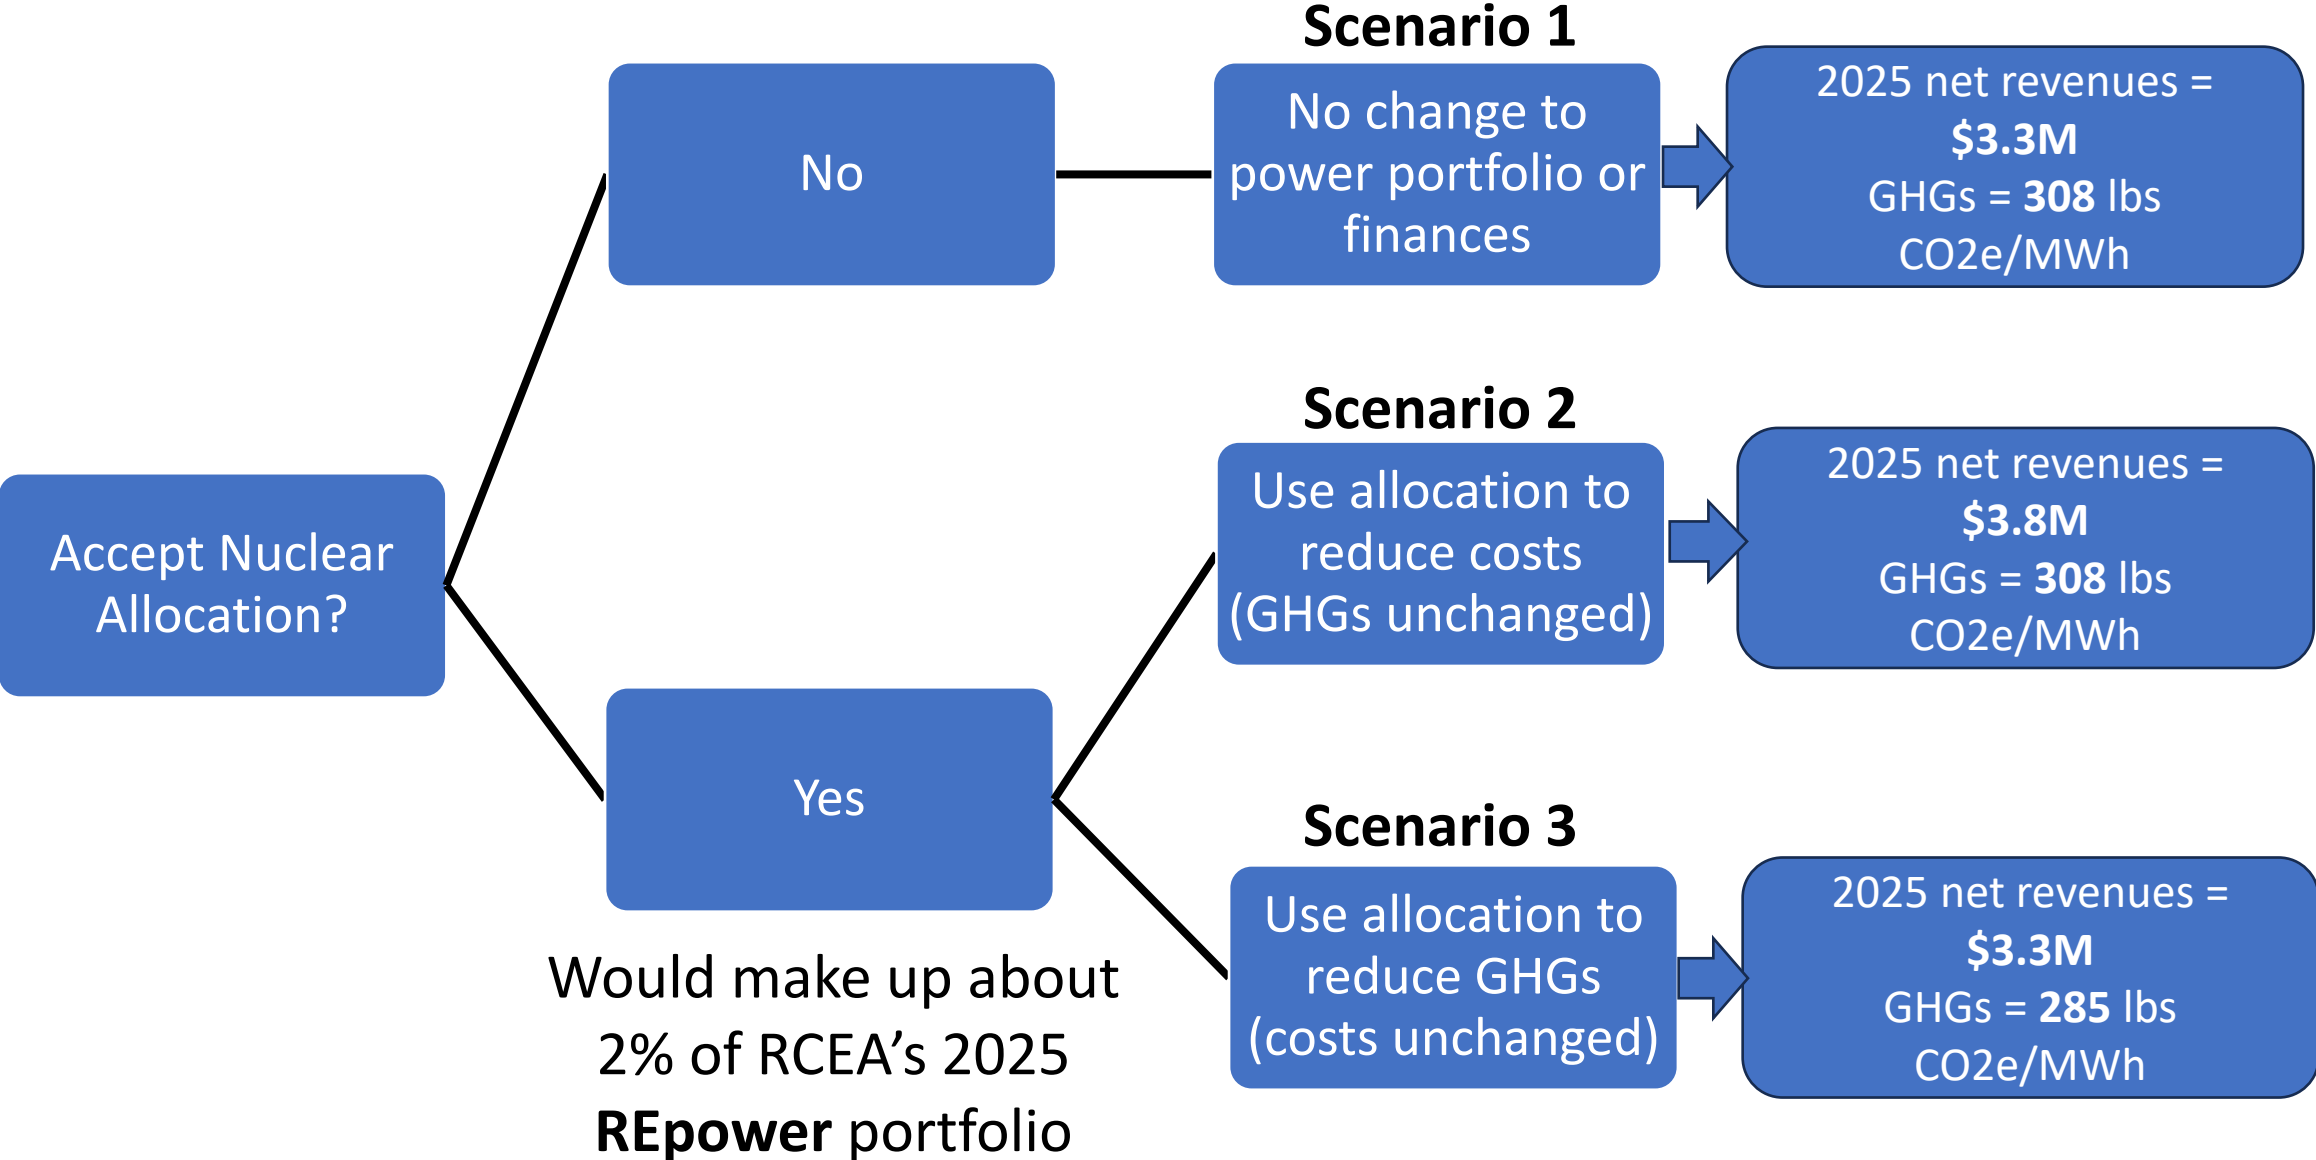 Scenario 1
No
No change to
power portfolio or
finances
2025 net revenues =
$3.3M
GHGs = 308 lbs
CO2e/MWh
Accept Nuclear
Allocation?
Scenario 2
Use allocation to
reduce costs
(GHGs unchanged)
2025 net revenues =
$3.8M
GHGs = 308 lbs
CO2e/MWh
Yes
Would make up about
2% of RCEA’s 2025
REpower portfolio
Scenario 3
Use allocation to
reduce GHGs
(costs unchanged)
2025 net revenues =
$3.3M
GHGs = 285 lbs
CO2e/MWh